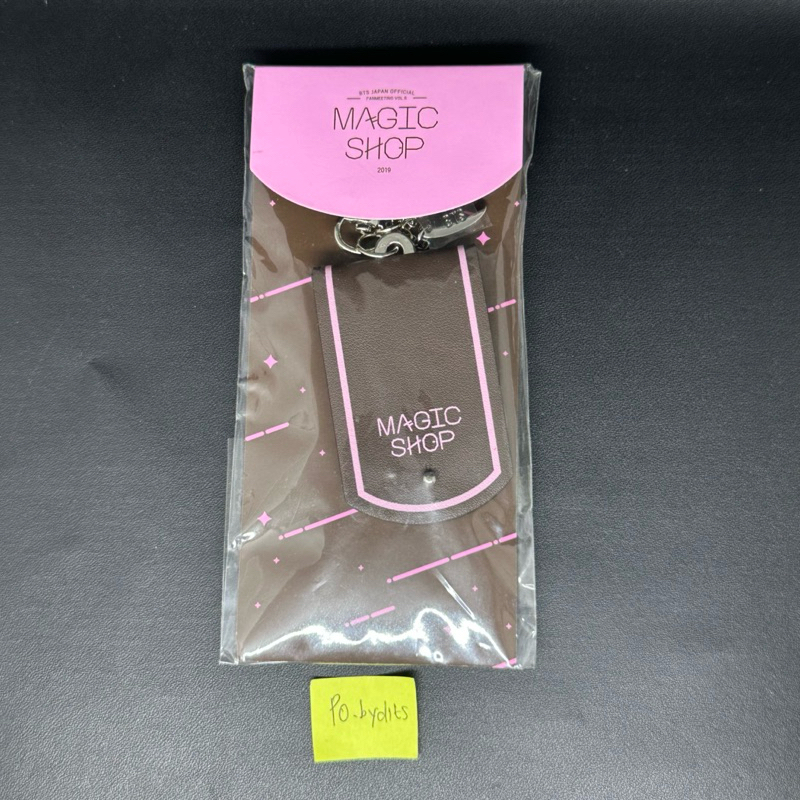 BTS JAPAN OFFICIAL
FANMEETING VOL.5
MAGIC
SHOP
2019
MAGIC
SHOP
PO.bydits